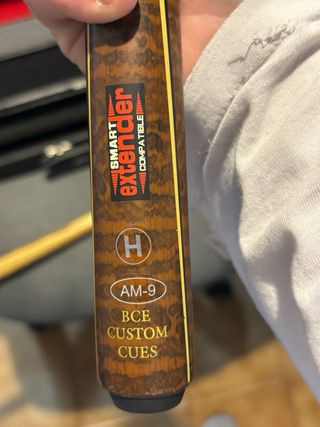 SMART
extender
COMPATIBLE
H
AM-9
BCE
CUSTOM
CUES